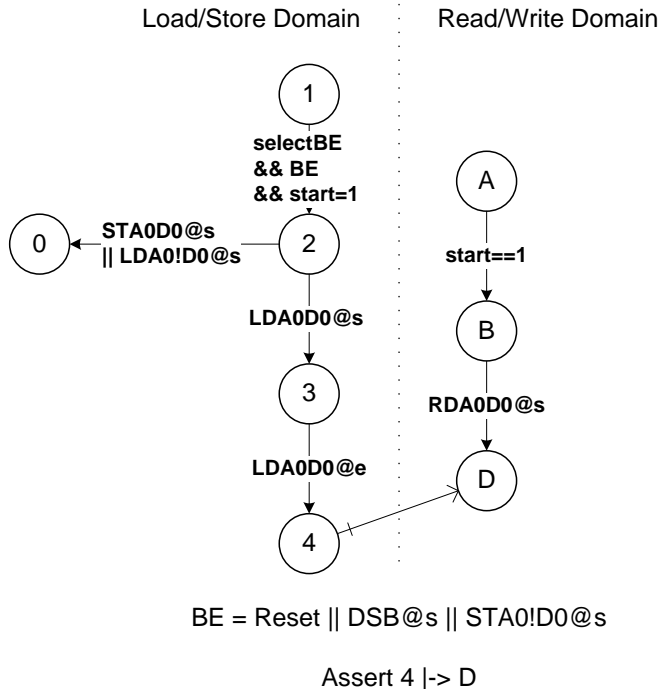 Load/Store Domain
Read/Write Domain
1
selectBE
&& BE
&& start=1
A
0
STA0D0@s
|| LDA0!D0@s
2
start==1
LDA0D0@s
B
3
RDA0D0@s
LDA0D0@e
D
4
BE = Reset || DSB@s || STA0!D0@s
Assert 4 |-> D